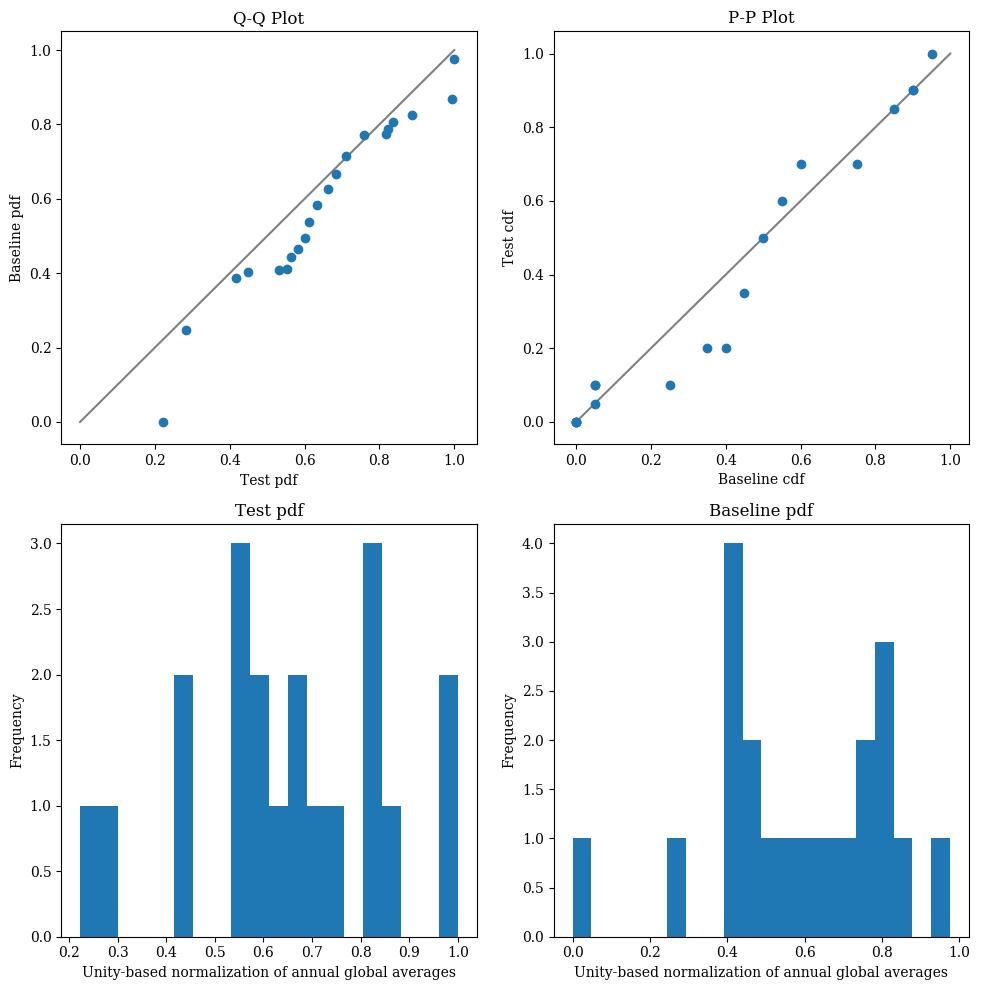 Q-Q Plot
1.0
0.8
0.6
0.4
0.2
0.0
Baseline pdf
0.0 0.2 0.4 0.6 0.8 1.0
Test pdf
P-P Plot
1.0
0.8
0.6
0.4
0.2
0.0
Test cdf
0.0 0.2 0.4 0.6 0.8 1.0
Baseline cdf
Test pdf
3.0
2.5
2.0
1.5
1.0
0.5
0.0
Frequency
0.2 0.3 0.4 0.5 0.6 0.7 0.8 0.9 1.0
Unity-based normalization of annual global averages
Baseline pdf
4.0
3.5
3.0
2.5
2.0
1.5
1.0
0.5
0.0
Frequency
0.0 0.2 0.4 0.6 0.8 1.0
Unity-based normalization of annual global averages